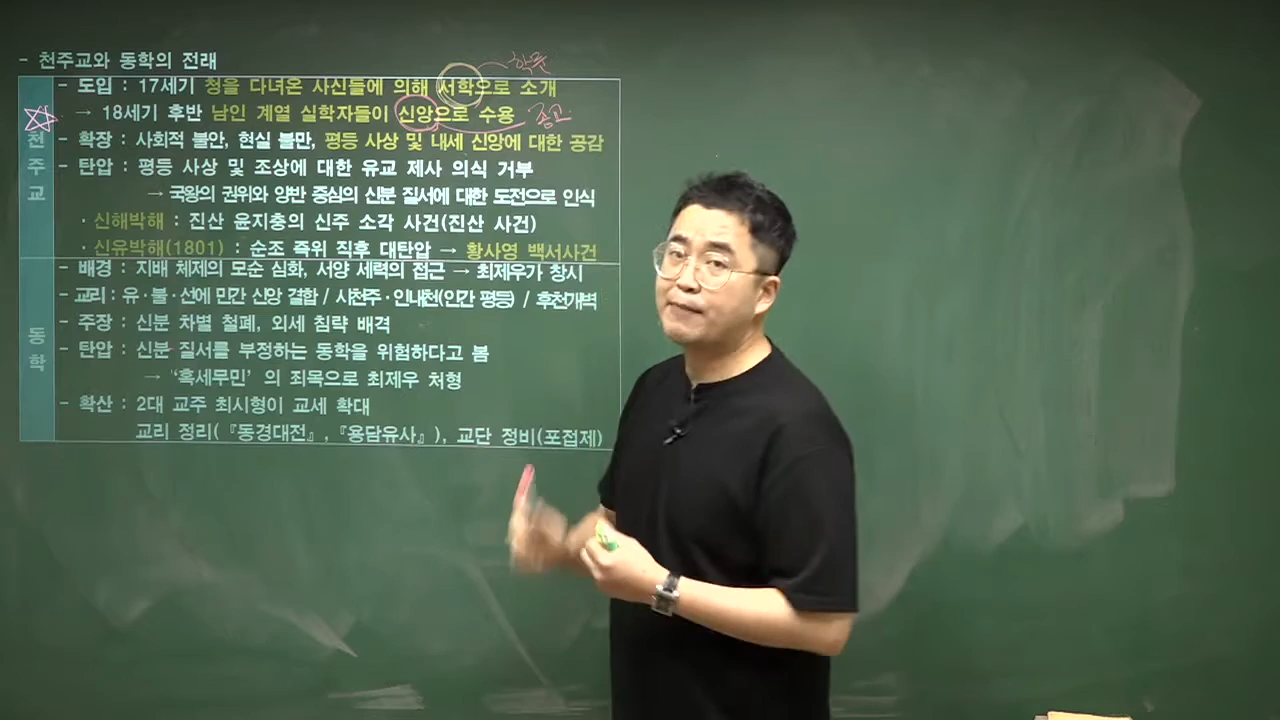 - 천주교와 동학의 전래
학문
- 도입 : 17세기 청을 다녀온 사신들에 의해 서학으로 소개
→ 18세기 후반 남인 계열 실학자들이 신앙으로 수용 종교
천주교
- 확장 : 사회적 불안, 현실 불만, 평등 사상 및 내세 신앙에 대한 공감
- 탄압 : 평등 사상 및 조상에 대한 유교 제사 의식 거부
→ 국왕의 권위와 양반 중심의 신분 질서에 대한 도전으로 인식
· 신해박해 : 진산 윤지충의 신주 소각 사건(진산 사건)
· 신유박해(1801) : 순조 즉위 직후 대탄압 → 황사영 백서사건
- 배경 : 지배 체제의 모순 심화, 서양 세력의 접근 → 최제우가 창시
- 교리 : 유·불·선에 민간 신앙 결합 / 시천주·인내천(인간 평등) / 후천개벽
동학
- 주장 : 신분 차별 철폐, 외세 침략 배격
- 탄압 : 신분 질서를 부정하는 동학을 위험하다고 봄
→ ‘혹세무민’의 죄목으로 최제우 처형
- 확산 : 2대 교주 최시형이 교세 확대
교리 정리(『동경대전』, 『용담유사』), 교단 정비(포접제)